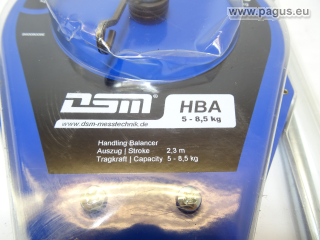 www.pagus.eu
DSM®
www.dsm-messtechnik.de
HBA
5 - 8,5 kg
Handling Balancer
Auszug | Stroke 2,3 m
Tragkraft | Capacity 5 - 8,5 kg